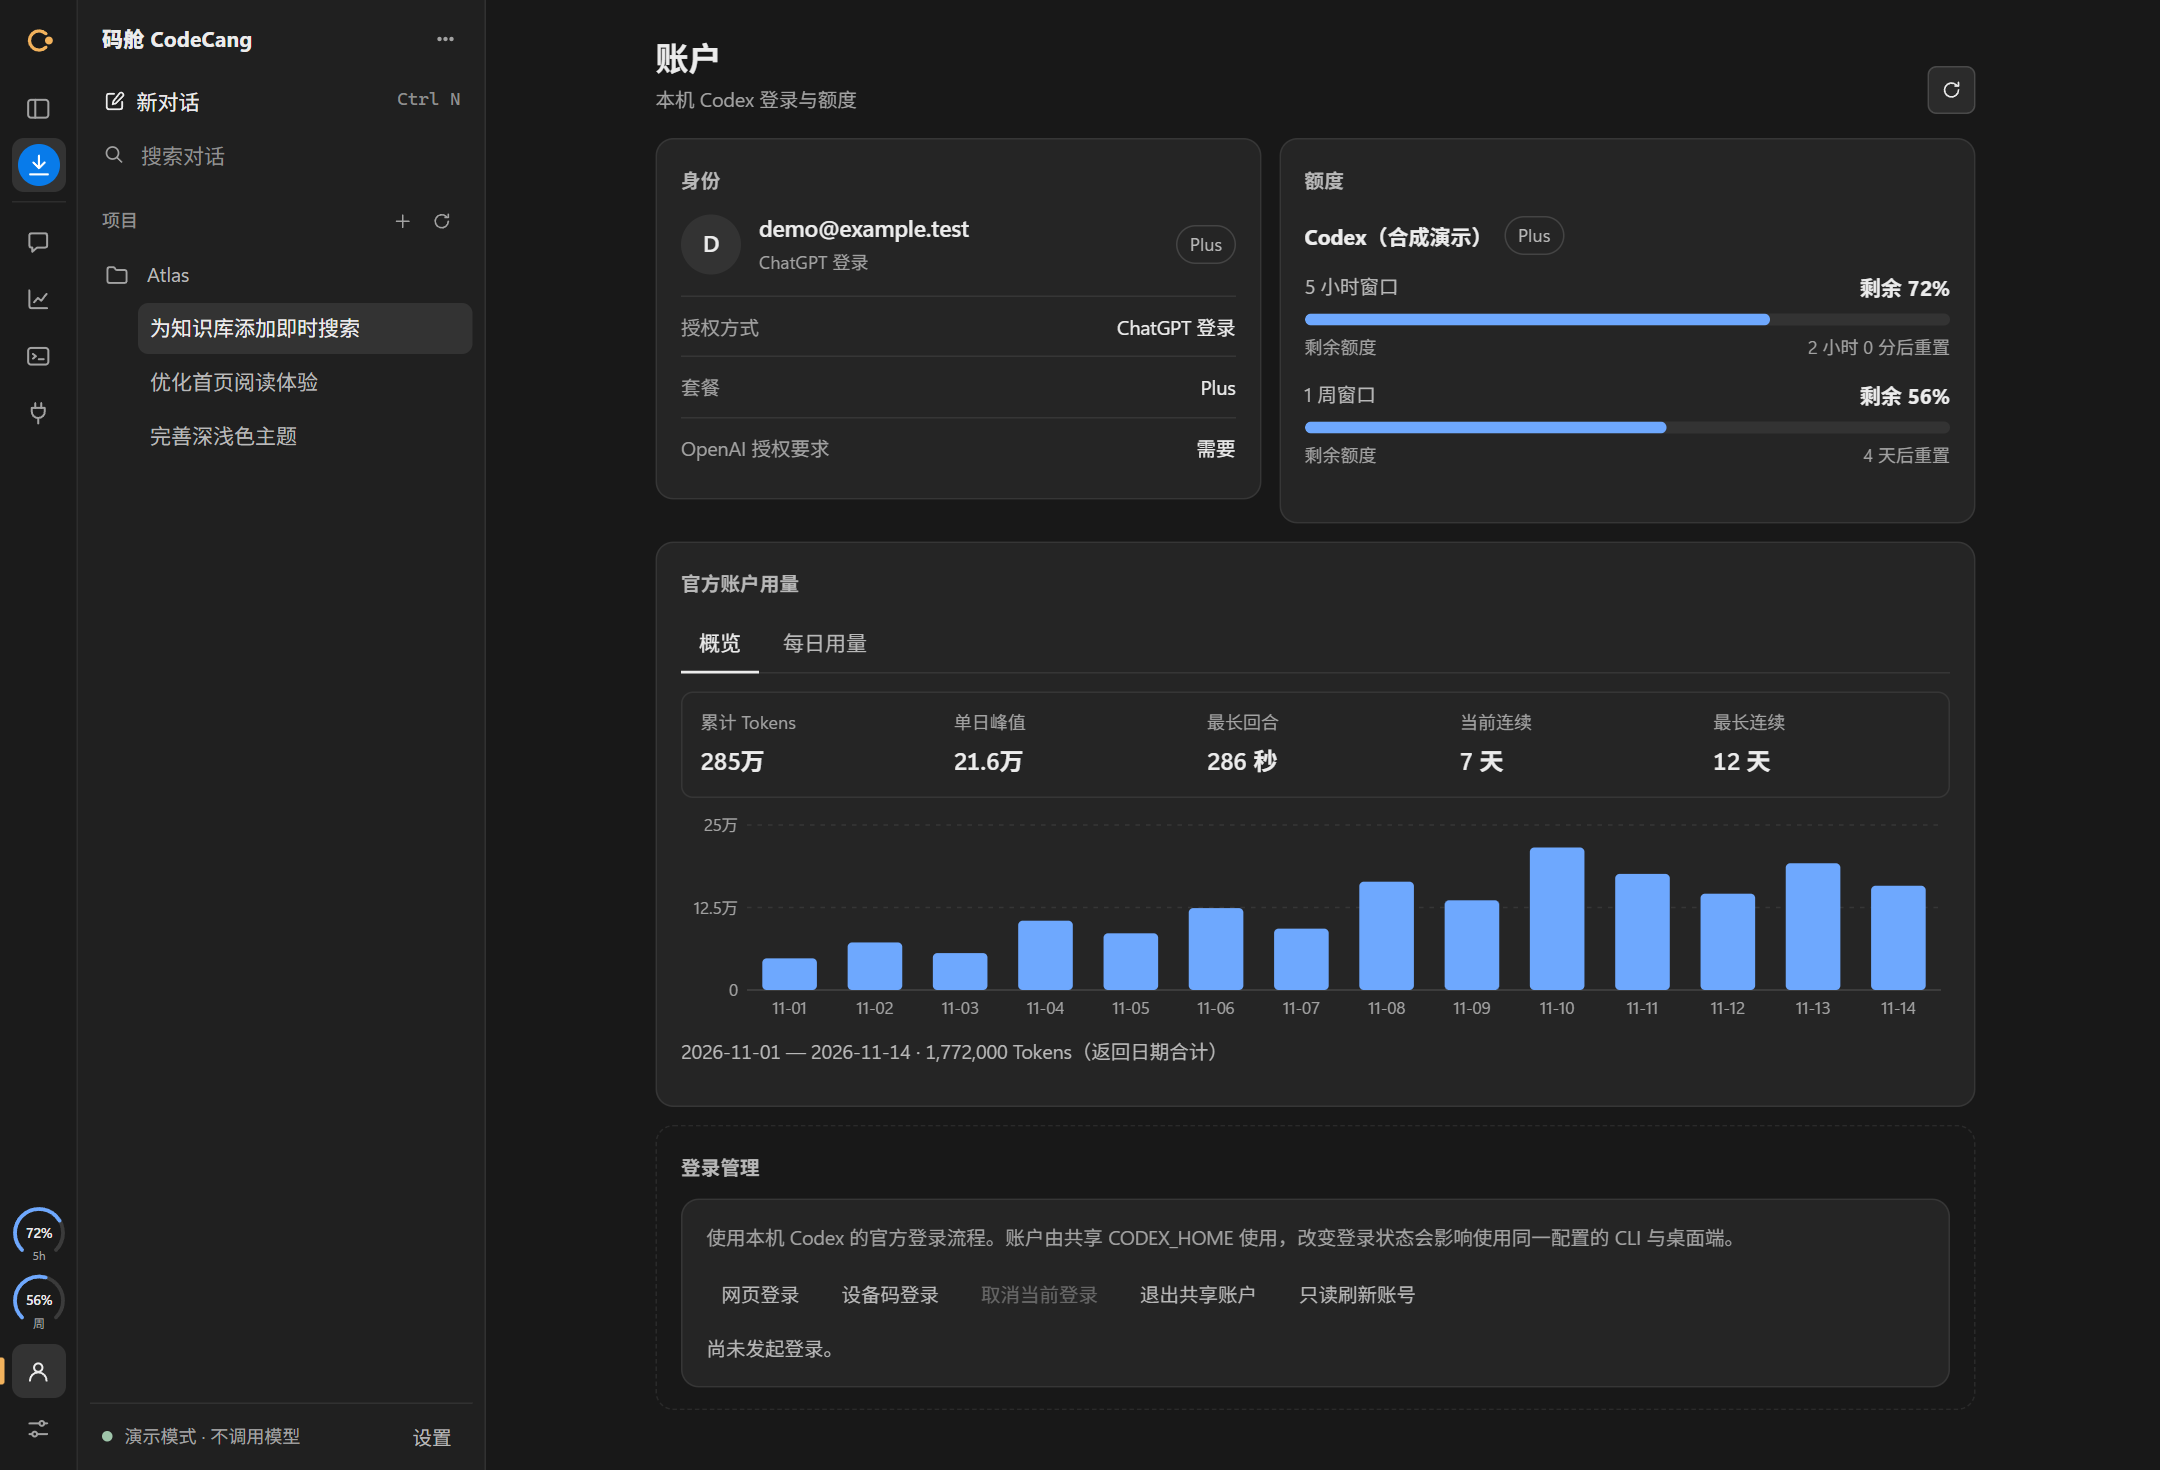 码舱 CodeCang
新对话
Ctrl N
搜索对话
项目
Atlas
为知识库添加即时搜索
优化首页阅读体验
完善深浅色主题
72%
5h
56%
周
演示模式 · 不调用模型
设置
账户
本机 Codex 登录与额度
身份
D
demo@example.test
ChatGPT 登录
Plus
授权方式
ChatGPT 登录
套餐
Plus
OpenAI 授权要求
需要
额度
Codex（合成演示）
Plus
5 小时窗口
剩余 72%
剩余额度
2 小时 0 分后重置
1 周窗口
剩余 56%
剩余额度
4 天后重置
官方账户用量
概览
每日用量
累计 Tokens
285万
单日峰值
21.6万
最长回合
286 秒
当前连续
7 天
最长连续
12 天
25万
12.5万
0
11-01
11-02
11-03
11-04
11-05
11-06
11-07
11-08
11-09
11-10
11-11
11-12
11-13
11-14
2026-11-01 — 2026-11-14 · 1,772,000 Tokens（返回日期合计）
登录管理
使用本机 Codex 的官方登录流程。账户由共享 CODEX_HOME 使用，改变登录状态会影响使用同一配置的 CLI 与桌面端。
网页登录
设备码登录
取消当前登录
退出共享账户
只读刷新账号
尚未发起登录。